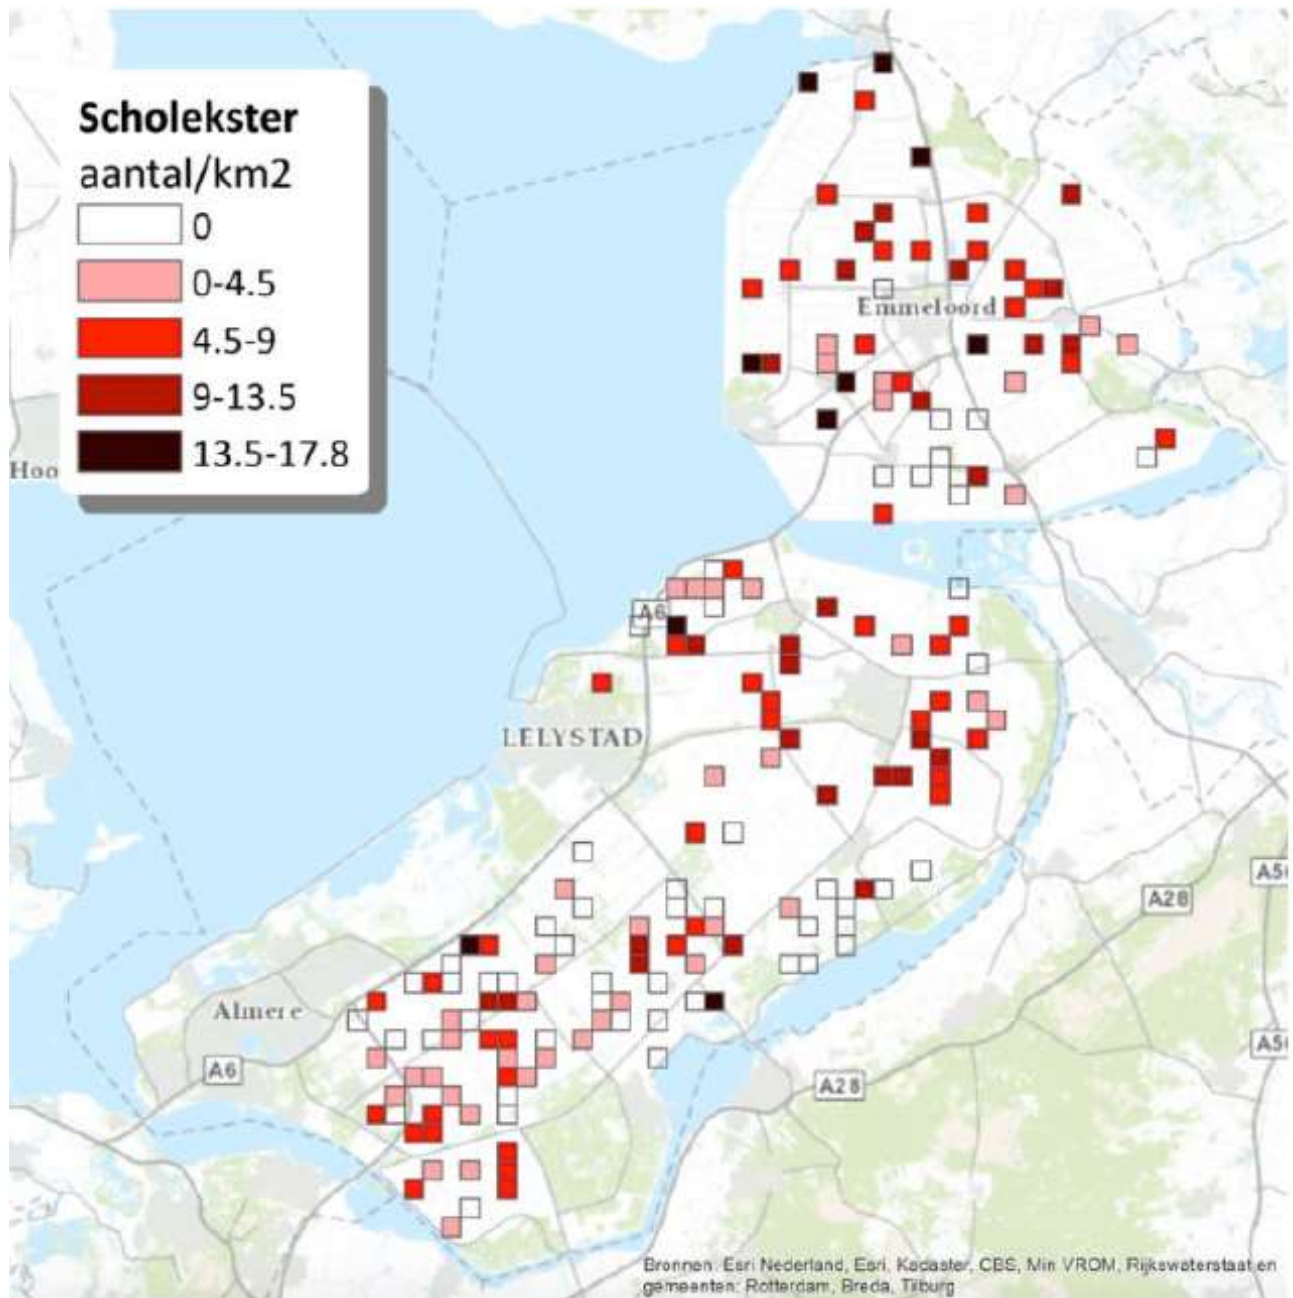 Scholekster
aantal/km2
0
0-4.5
4.5-9
9-13.5
13.5-17.8
Emmeloord
Hoo
A6
LELYSTAD
A50
A28
Almere
A6
A50
A28
Bronnen: Esri Nederland, Esri, Kadaster, CBS, Min VROM, Rijkswaterstaat en
gemeenten: Rotterdam, Breda, Tilburg